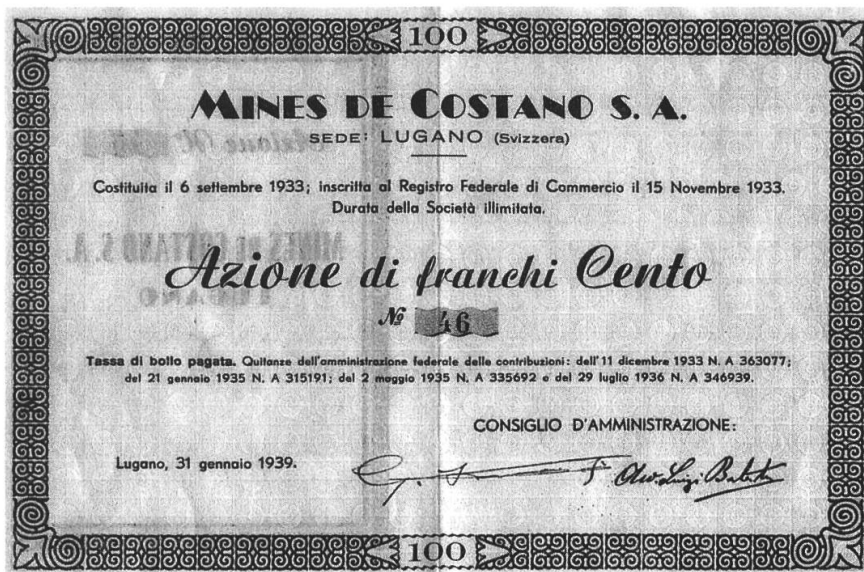 100
MINES DE COSTANO S. A.
SEDE: LUGANO (Svizzera)
Costituita il 6 settembre 1933; inscritta al Registro Federale di Commercio il 15 Novembre 1933.
Durata della Società illimitata.
Azione di franchi Cento
№ 46
Tassa di bollo pagata. Quitanze dell'amministrazione federale delle contribuzioni: dell'11 dicembre 1933 N. A 363077;
del 21 gennaio 1935 N. A 315191; del 2 maggio 1935 N. A 335692 e del 29 luglio 1936 N. A 346939.
CONSIGLIO D'AMMINISTRAZIONE:
Lugano, 31 gennaio 1939.
Avv. Luigi
100